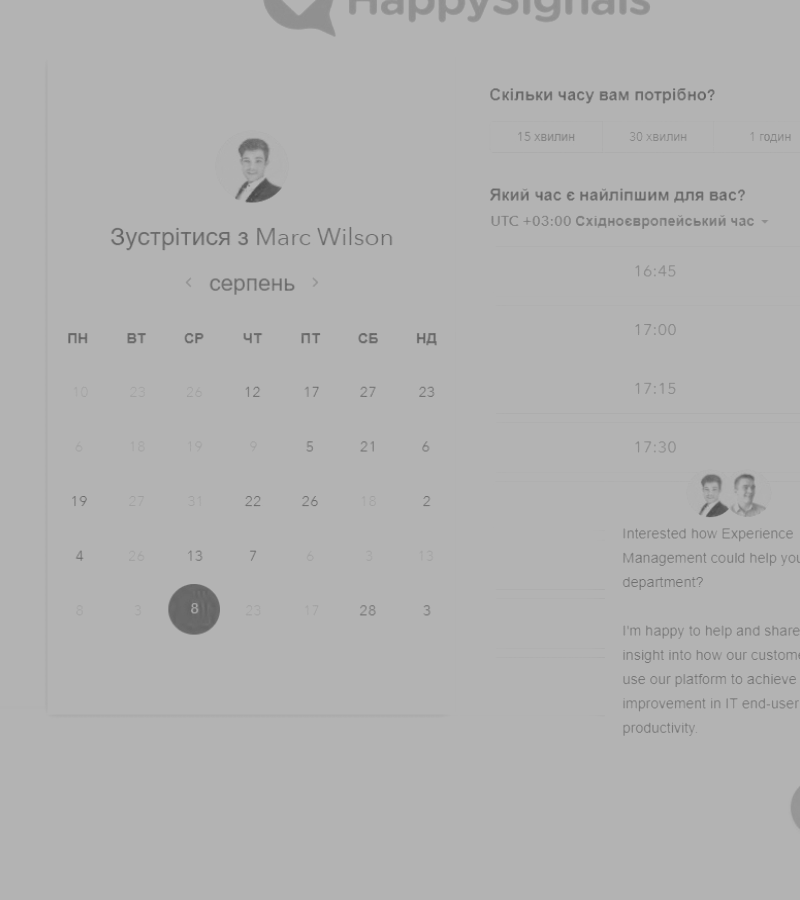 HappySignals
Зустрітися з Marc Wilson
серпень
ПН ВТ СР ЧТ ПТ СБ НД
10 23 26 12 17 27 23
6 18 19 9 5 21 6
19 27 31 22 26 18 2
4 26 13 7 6 3 13
8 3 8 23 17 28 3
Скільки часу вам потрібно?
15 хвилин 30 хвилин 1 годин
Який час є найліпшим для вас?
UTC +03:00 Східноєвропейський час
16:45
17:00
17:15
17:30
Interested how Experience
Management could help you
department?
I'm happy to help and share
insight into how our custome
use our platform to achieve
improvement in IT end-user
productivity.